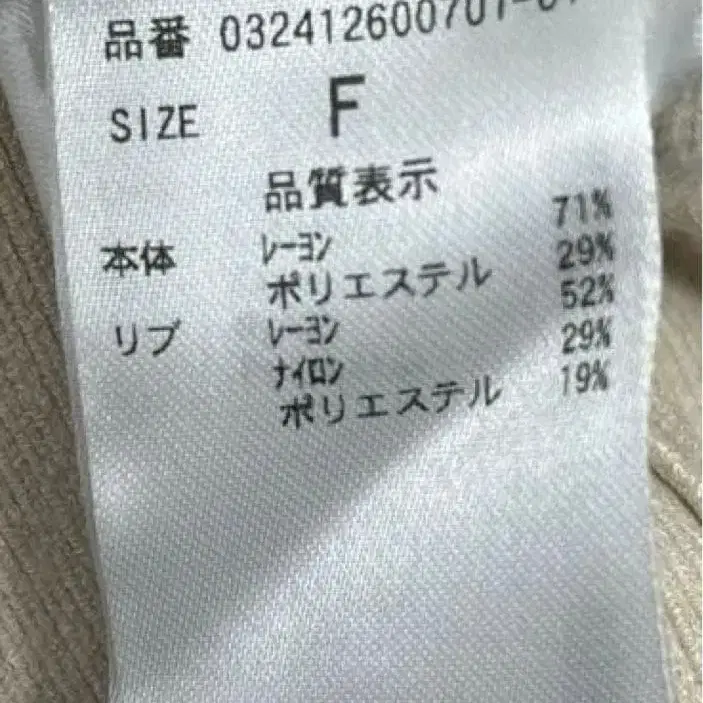 品番 032412600701-01
SIZE F
品質表示
本体 レーヨン 71%
ポリエステル 29%
リブ レーヨン 52%
ナイロン 29%
ポリエステル 19%